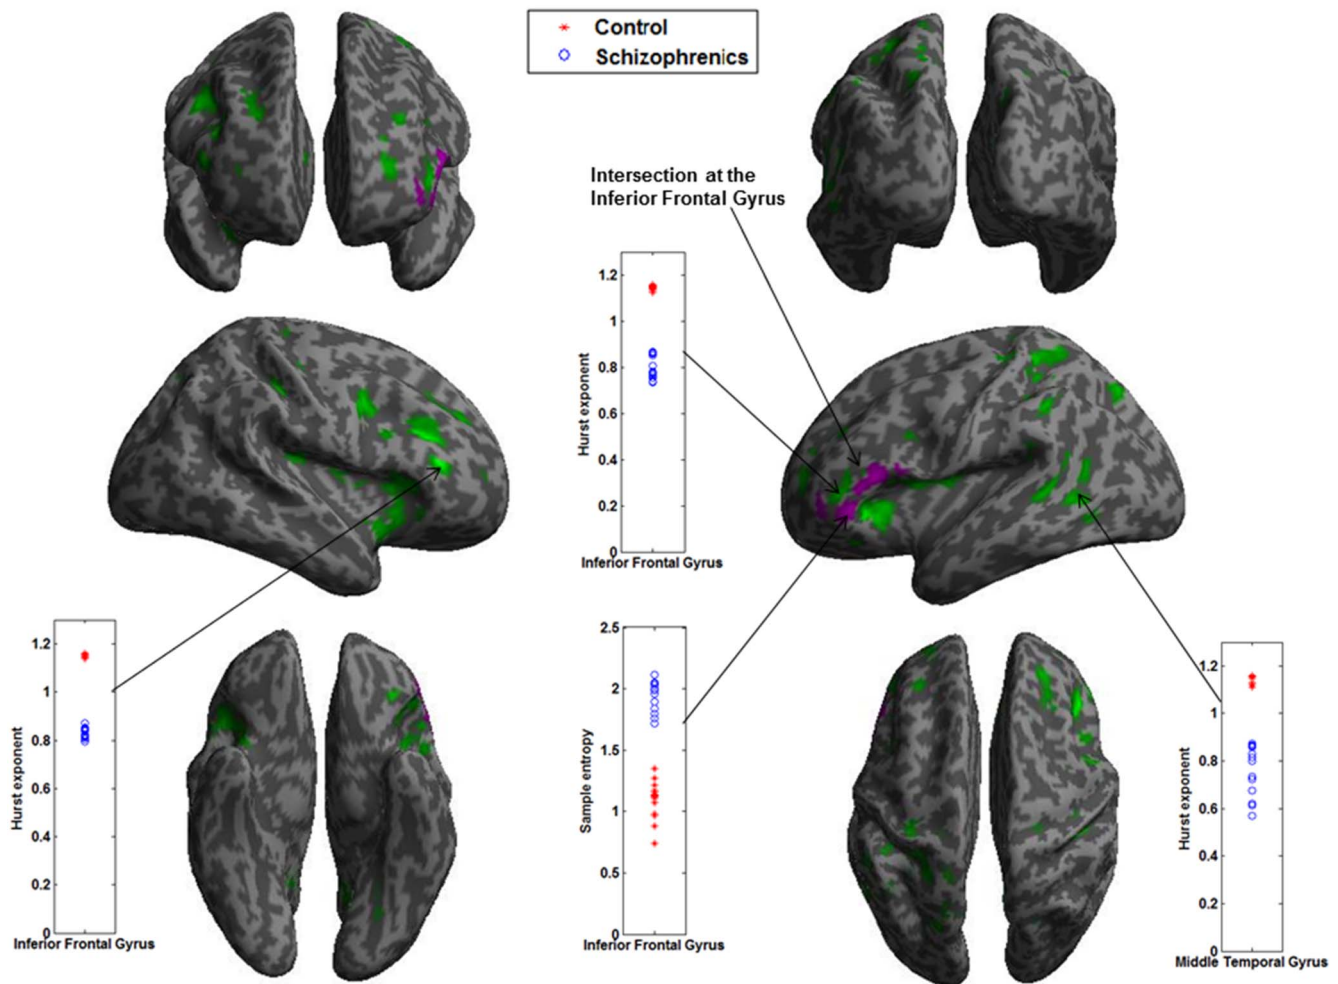 Control
Schizophrenics
Intersection at the
Inferior Frontal Gyrus
1.2
1
0.8
0.6
0.4
0.2
0
Hurst exponent
Inferior Frontal Gyrus
1.2
1
0.8
0.6
0.4
0.2
0
Hurst exponent
Inferior Frontal Gyrus
2.5
2
1.5
1
0.5
0
Sample entropy
Inferior Frontal Gyrus
1.2
1
0.8
0.6
0.4
0.2
0
Hurst exponent
Middle Temporal Gyrus